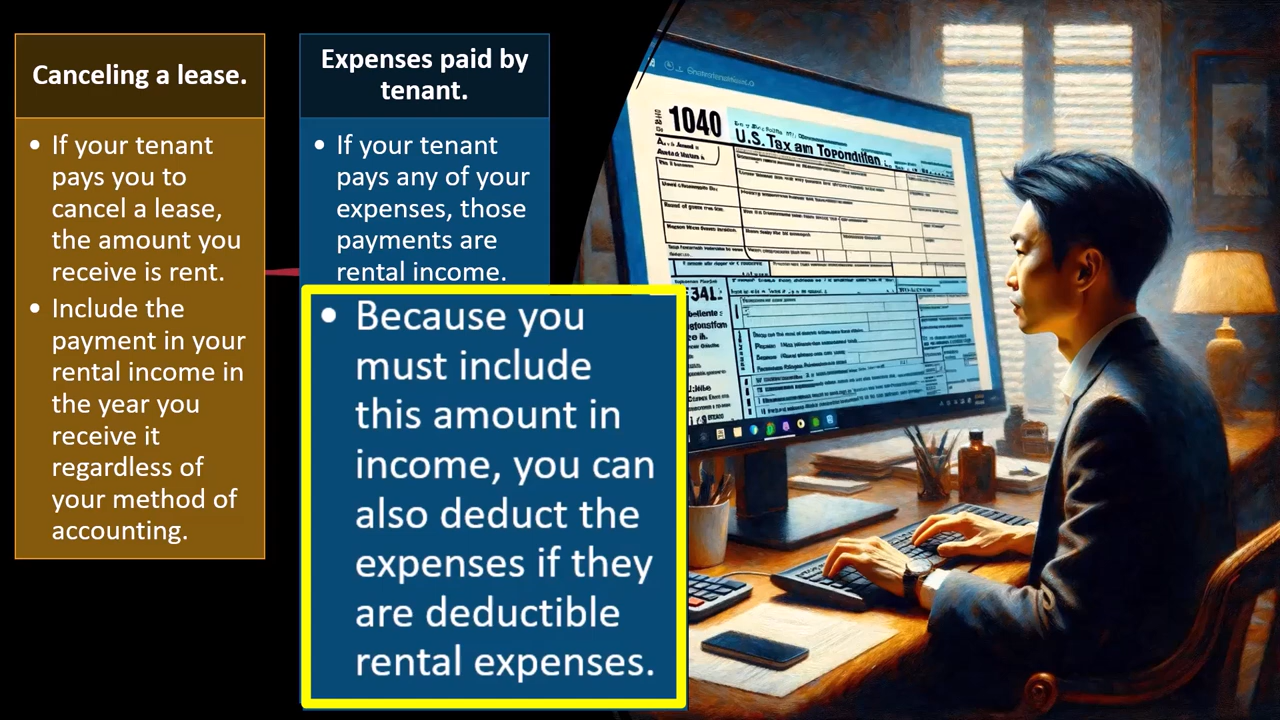 Canceling a lease.
• If your tenant
pays you to
cancel a lease,
the amount you
receive is rent.
• Include the
payment in your
rental income in
the year you
receive it
regardless of
your method of
accounting.
Expenses paid by
tenant.
• If your tenant
pays any of your
expenses, those
payments are
rental income.
• Because you
must include
this amount in
income, you can
also deduct the
expenses if they
are deductible
rental expenses.
1040
U.S. Tax am Topondition